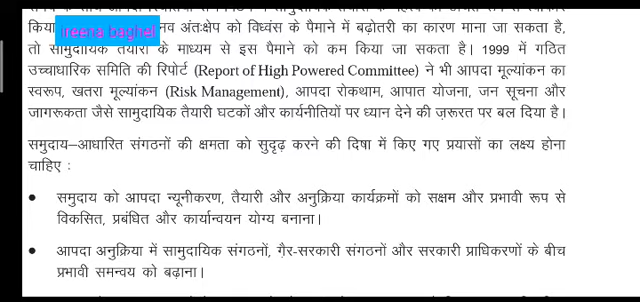 किया
ireena baghel
नव अंतःक्षेप को विध्वंस के पैमाने में बढ़ोतरी का कारण माना जा सकता है,
तो सामुदायिक तैयारी के माध्यम से इस पैमाने को कम किया जा सकता है। 1999 में गठित
उच्चाधारिक समिति की रिपोर्ट (Report of High Powered Committee) ने भी आपदा मूल्यांकन का
स्वरूप, खतरा मूल्यांकन (Risk Management), आपदा रोकथाम, आपात योजना, जन सूचना और
जागरूकता जैसे सामुदायिक तैयारी घटकों और कार्यनीतियों पर ध्यान देने की ज़रूरत पर बल दिया है।
समुदाय–आधारित संगठनों की क्षमता को सुदृढ़ करने की दिषा में किए गए प्रयासों का लक्ष्य होना
चाहिए :
● समुदाय को आपदा न्यूनीकरण, तैयारी और अनुक्रिया कार्यक्रमों को सक्षम और प्रभावी रूप से
विकसित, प्रबंधित और कार्यान्वयन योग्य बनाना।
● आपदा अनुक्रिया में सामुदायिक संगठनों, गै़र-सरकारी संगठनों और सरकारी प्राधिकरणों के बीच
प्रभावी समन्वय को बढ़ाना।